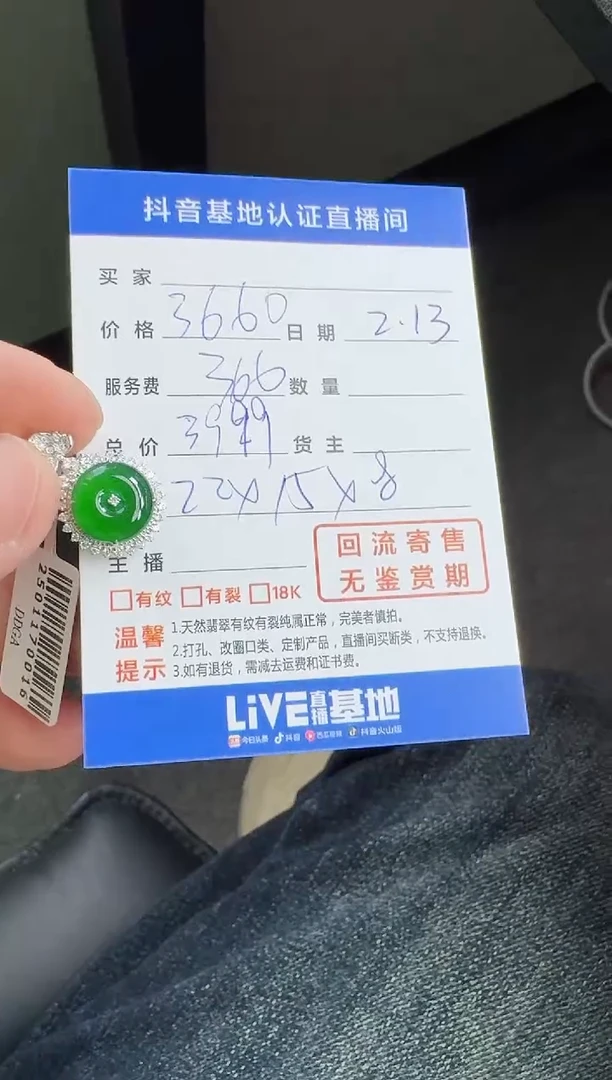 抖音基地认证直播间
买家
价格 3660 日期 2.13
服务费 366 数量
总价 3999 货主
22×15×8
主播
回流寄售
无鉴赏期
有纹 有裂 18K
温馨提示
1.天然翡翠有纹有裂纯属正常，完美者慎拍。
2.打孔、改圈口类、定制产品，直播间买断类，不支持退换。
3.如有退货，需减去运费和证书费。
LiVE直播基地
今日头条 抖音 西瓜视频 抖音火山版
DDGA